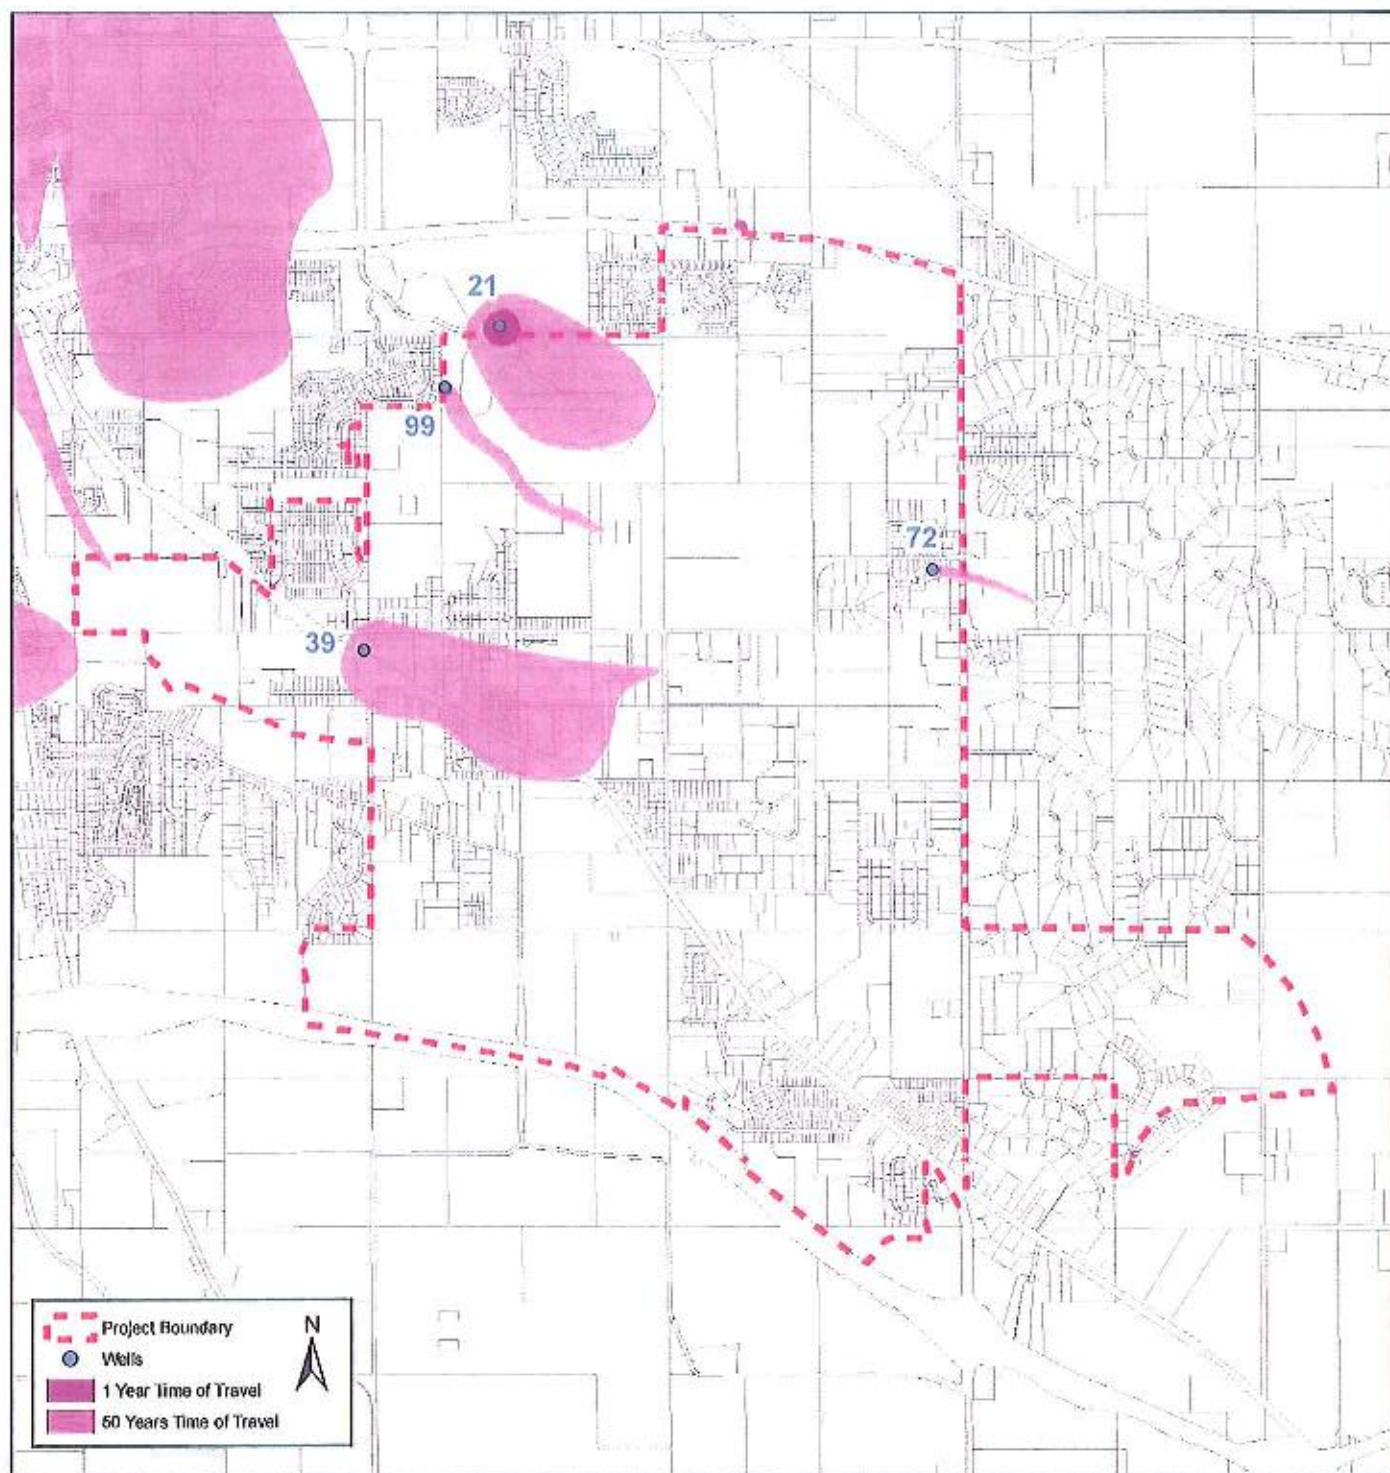 21
99
72
39
Project Boundary
N
Wells
1 Year Time of Travel
50 Years Time of Travel